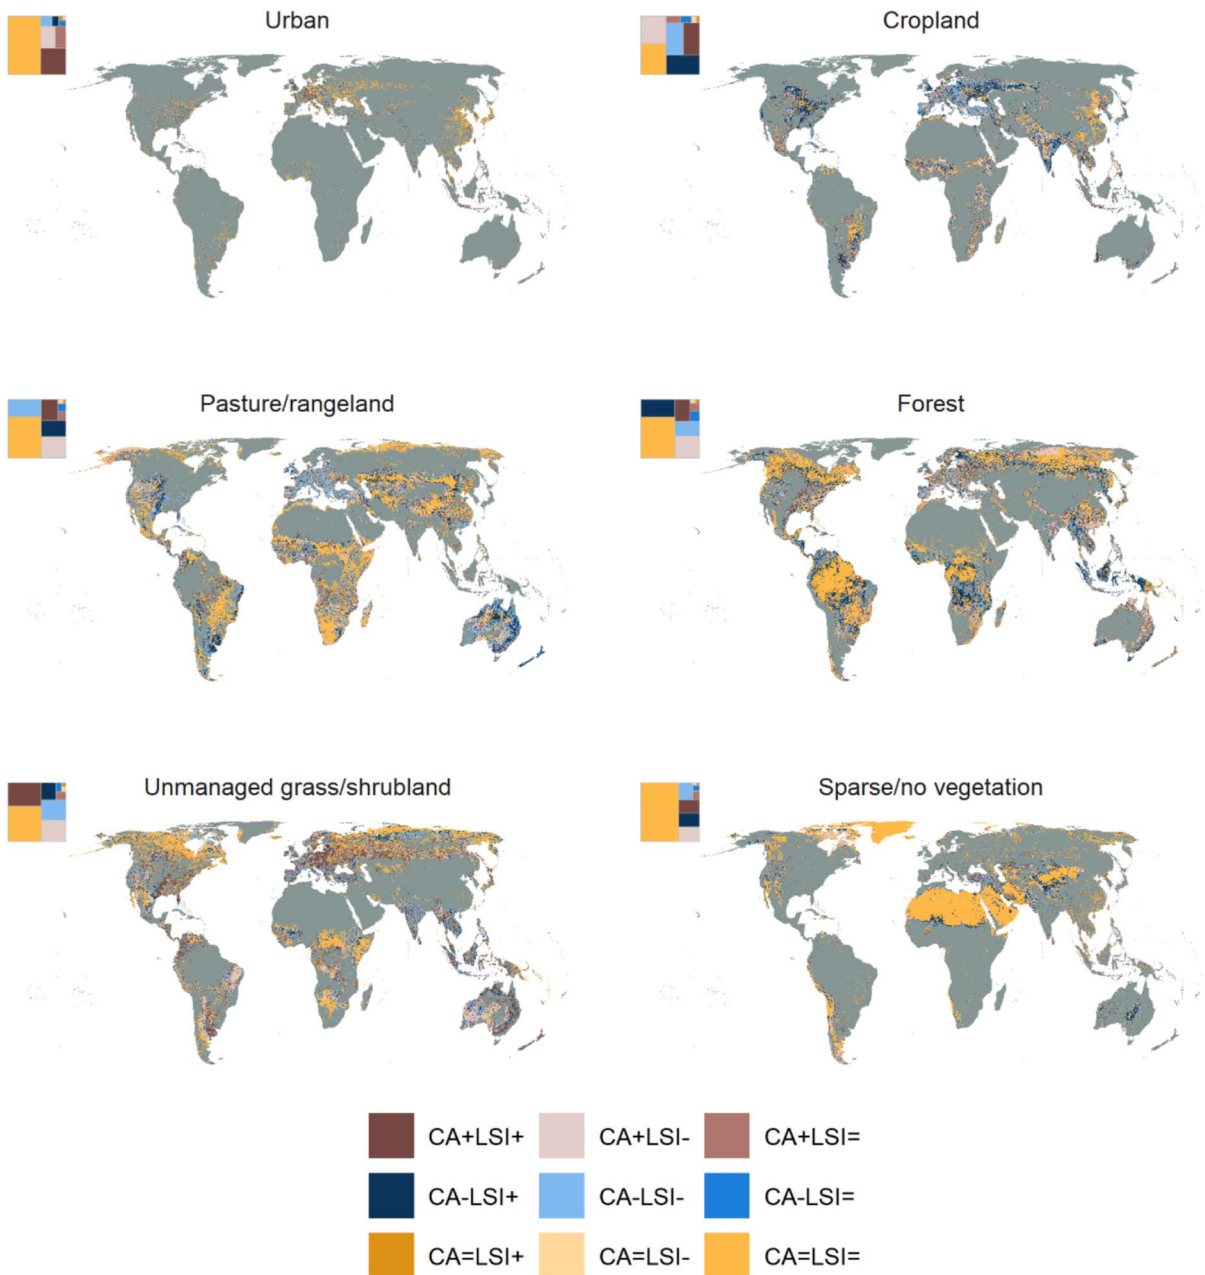 Urban
Cropland
Pasture/rangeland
Forest
Unmanaged grass/shrubland
Sparse/no vegetation
CA+LSI+ CA+LSI- CA+LSI=
CA-LSI+ CA-LSI- CA-LSI=
CA=LSI+ CA=LSI- CA=LSI=